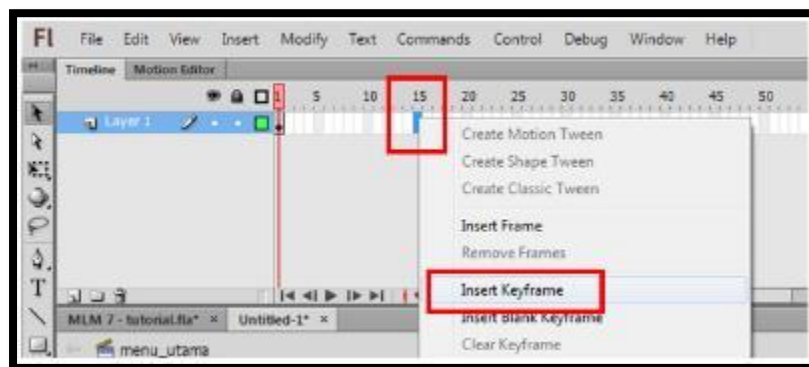 Fl File Edit View Insert Modify Text Commands Control Debug Window Help
Timeline Motion Editor
1 5 10 15 20 25 30 35 40 45 50
Layer 1
Create Motion Tween
Create Shape Tween
Create Classic Tween
Insert Frame
Remove Frames
Insert Keyframe
Insert Blank Keyframe
Clear Keyframe
MLM 7 - tutorial.fla* × Untitled-1* ×
menu_utama